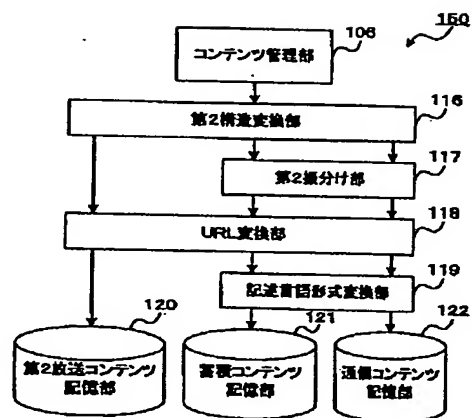 150
106
コンテンツ管理部
116
第2構造変換部
117
第2振分け部
118
URL変換部
119
記述言語形式変換部
120
第2放送コンテンツ
記憶部
121
蓄積コンテンツ
記憶部
122
通信コンテンツ
記憶部